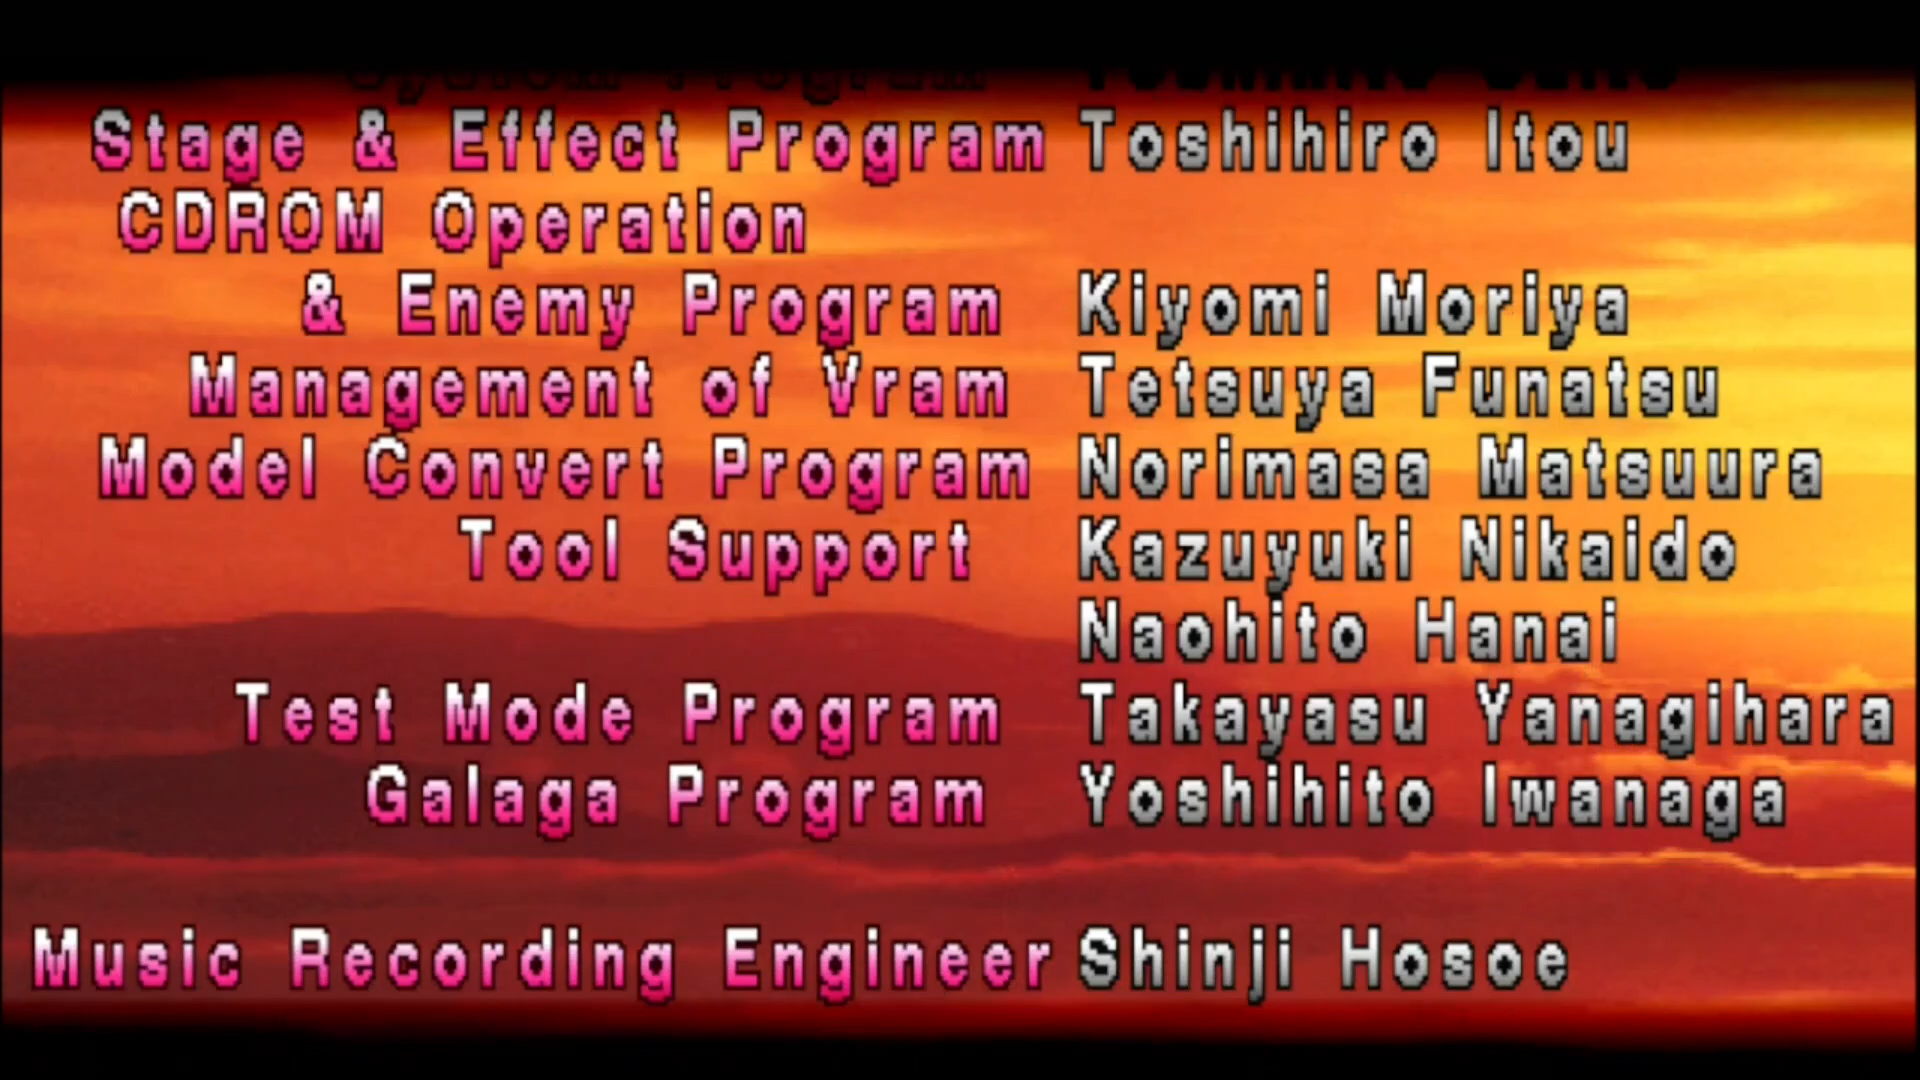 System Program
Stage & Effect Program Toshihiro Itou
CDROM Operation
& Enemy Program Kiyomi Moriya
Management of Vram Tetsuya Funatsu
Model Convert Program Norimasa Matsuura
Tool Support Kazuyuki Nikaido
Naohito Hanai
Test Mode Program Takayasu Yanagihara
Galaga Program Yoshihito Iwanaga
Music Recording Engineer Shinji Hosoe